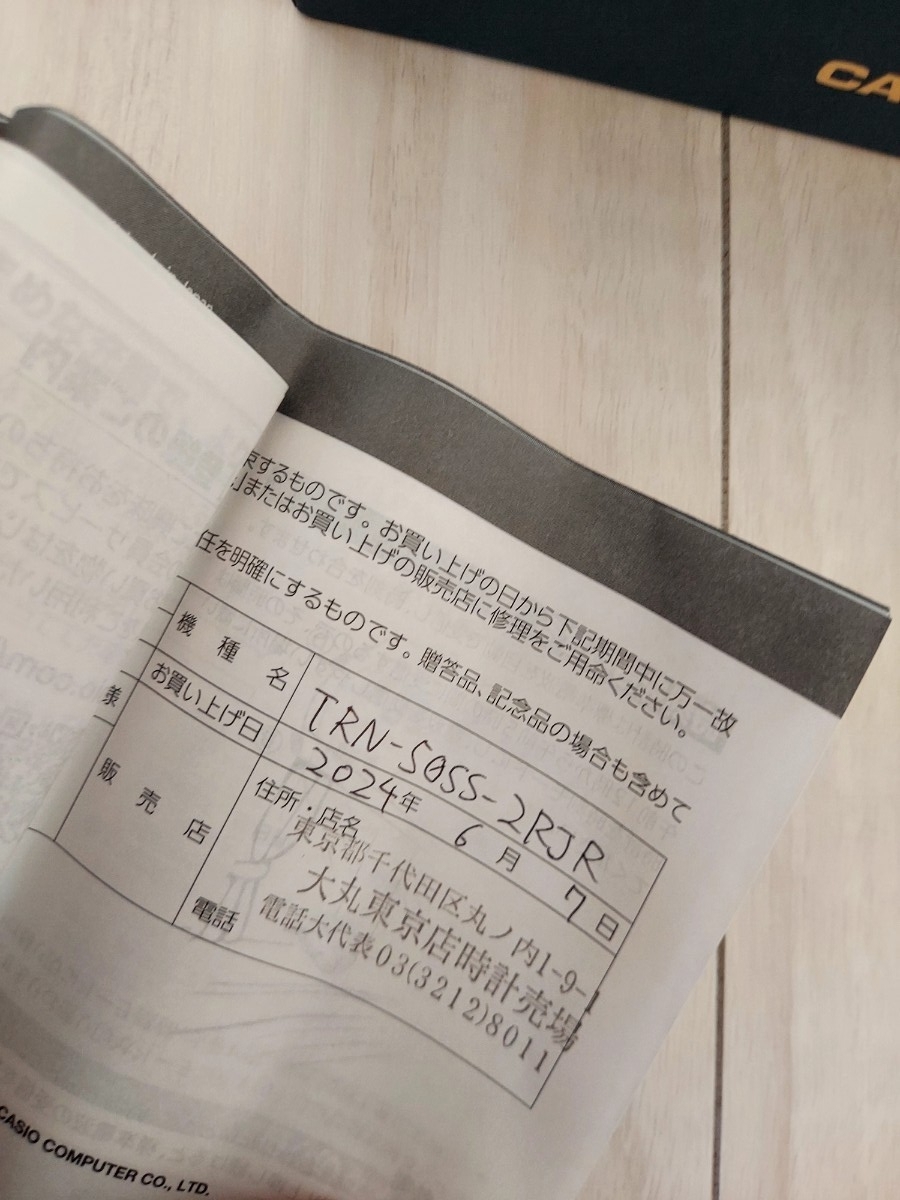 CA
束するものです。お買い上げの日から下記期間中に万一故
またはお買い上げの販売店に修理をご用命ください。
任を明確にするものです。贈答品、記念品の場合も含めて
機種名
TRN-50SS-2RJR
お買い上げ日
2024年 6月 7日
様
販売店
住所・店名
東京都千代田区丸ノ内1-9-1
大丸東京店時計売場
電話
電話大代表03(3212)8011
CASIO COMPUTER CO., LTD.